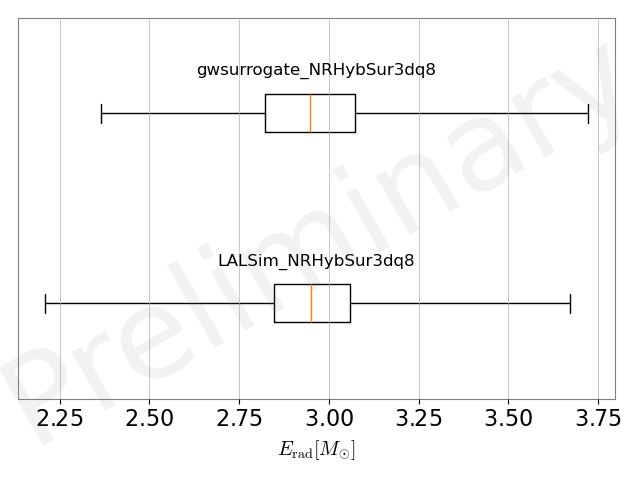 gwsurrogate_NRHybSur3dq8
LALSim_NRHybSur3dq8
Preliminary
2.25 2.50 2.75 3.00 3.25 3.50 3.75
E_rad[M_⊙]